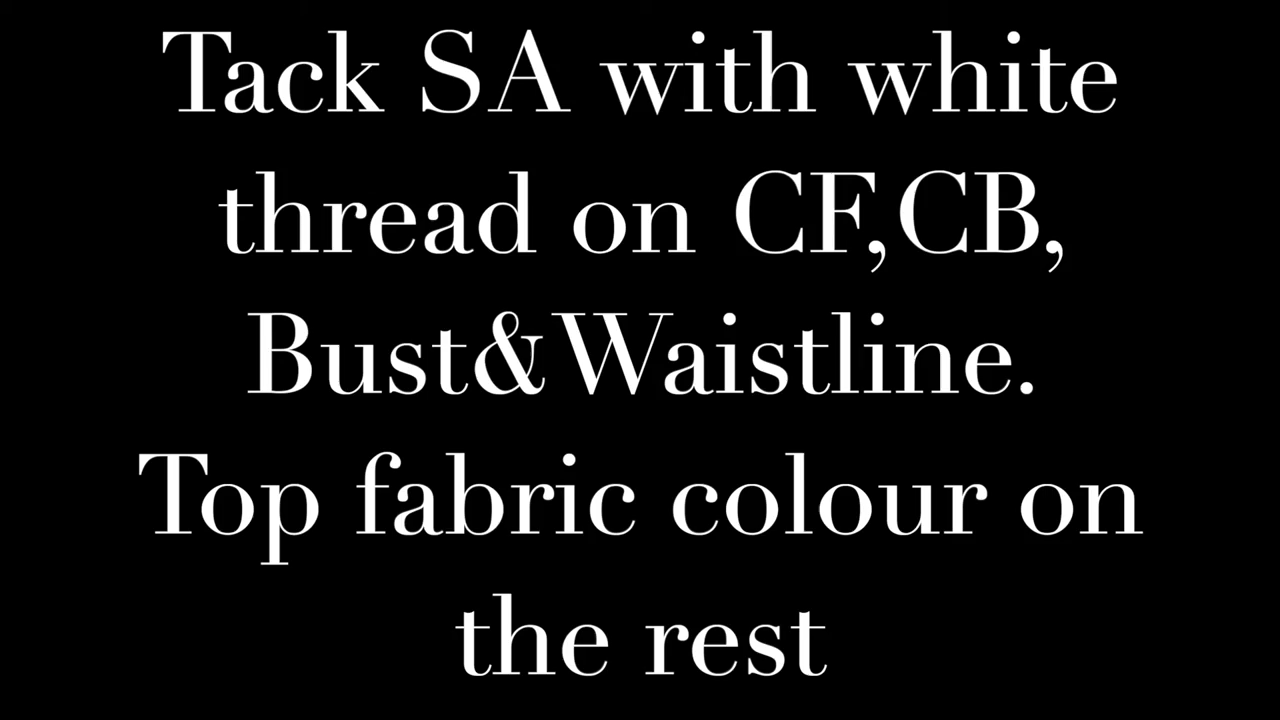 Tack SA with white
thread on CF,CB,
Bust&Waistline.
Top fabric colour on
the rest